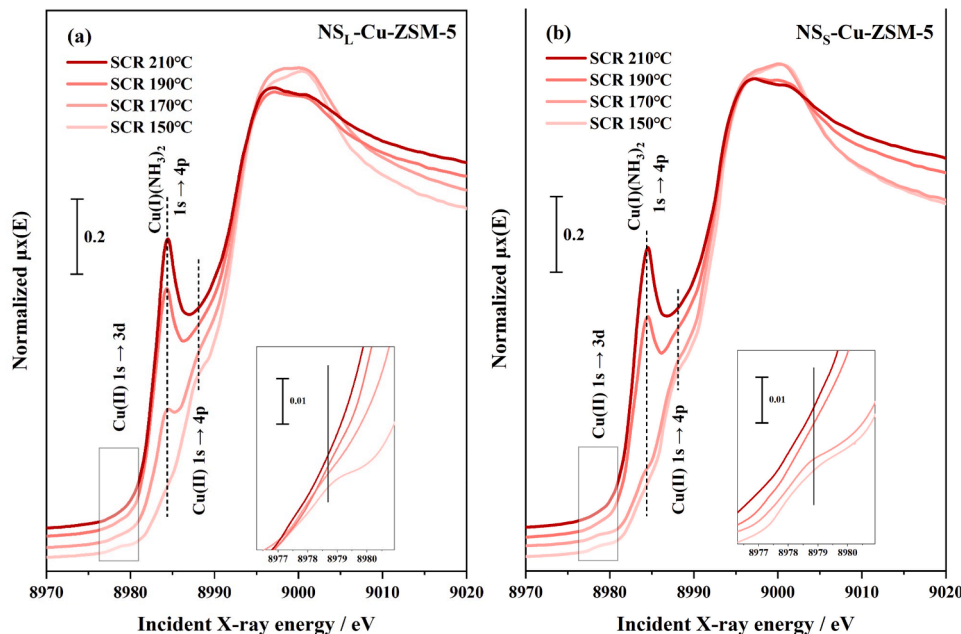 (a)
NS_L-Cu-ZSM-5
SCR 210℃
SCR 190℃
SCR 170℃
SCR 150℃
Cu(I)(NH₃)₂
1s → 4p
0.2
Cu(II) 1s → 3d
Cu(II) 1s → 4p
0.01
8977 8978 8979 8980
Normalized μx(E)
8970 8980 8990 9000 9010 9020
Incident X-ray energy / eV
(b)
NS_S-Cu-ZSM-5
SCR 210℃
SCR 190℃
SCR 170℃
SCR 150℃
Cu(I)(NH₃)₂
1s → 4p
0.2
Cu(II) 1s → 3d
Cu(II) 1s → 4p
0.01
8977 8978 8979 8980
Normalized μx(E)
8970 8980 8990 9000 9010 9020
Incident X-ray energy / eV